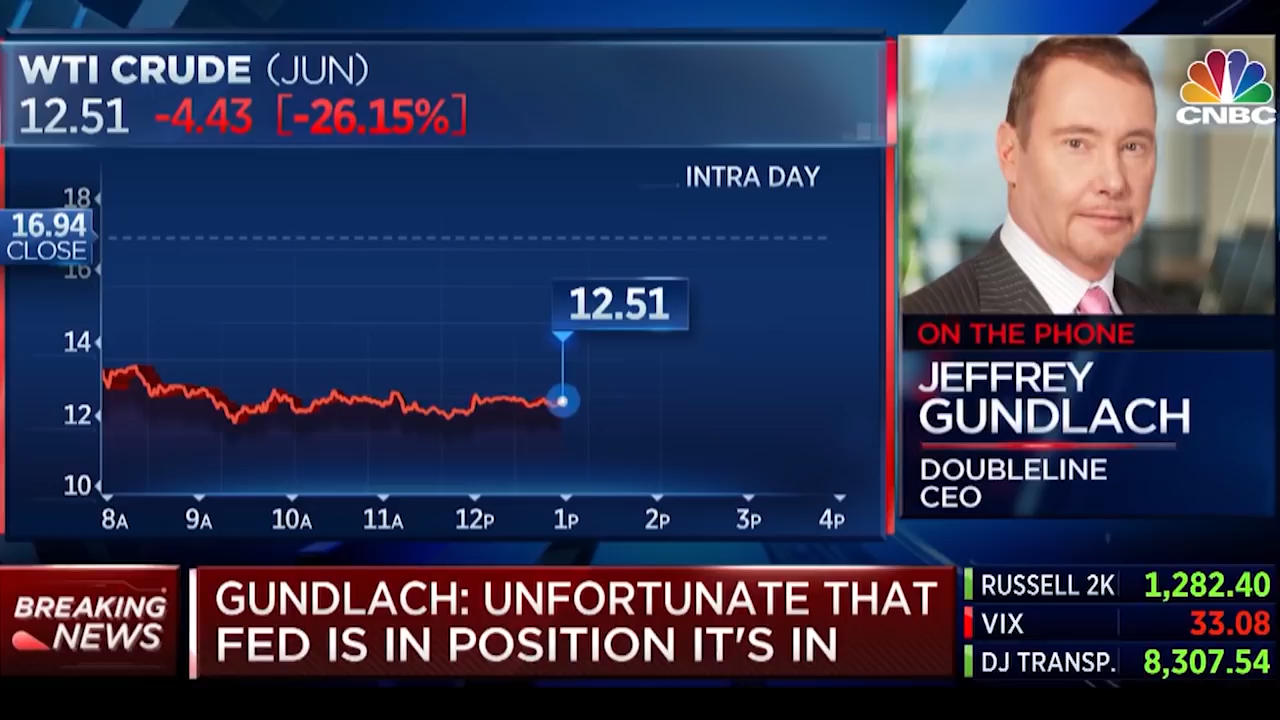 WTI CRUDE (JUN)
12.51 -4.43 [-26.15%]
INTRA DAY
18
16.94
CLOSE
16
12.51
14
12
10
8A 9A 10A 11A 12P 1P 2P 3P 4P
CNBC
ON THE PHONE
JEFFREY
GUNDLACH
DOUBLELINE
CEO
BREAKING
NEWS
GUNDLACH: UNFORTUNATE THAT
FED IS IN POSITION IT'S IN
RUSSELL 2K 1,282.40
VIX 33.08
DJ TRANSP. 8,307.54